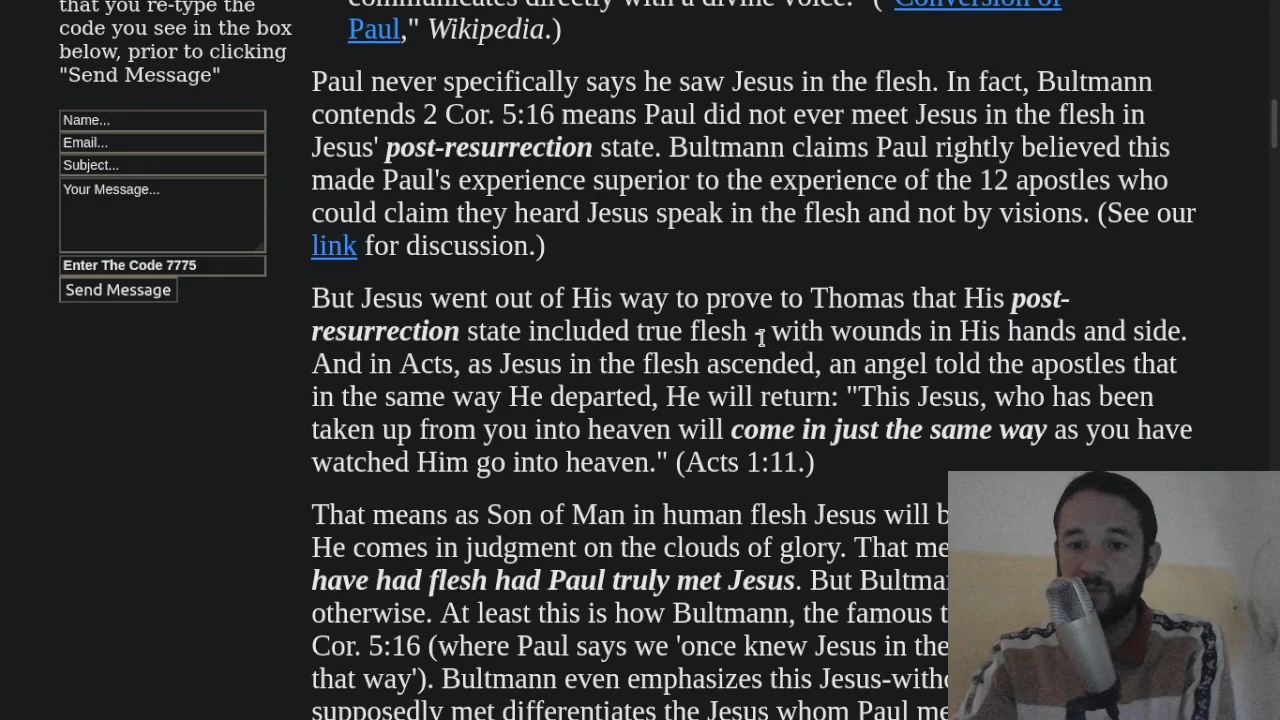 that you re-type the
code you see in the box
below, prior to clicking
"Send Message"
Name...
Email...
Subject...
Your Message...
Enter The Code 7775
Send Message
communicates directly with a divine voice." ("Conversion of
Paul," Wikipedia.)
Paul never specifically says he saw Jesus in the flesh. In fact, Bultmann
contends 2 Cor. 5:16 means Paul did not ever meet Jesus in the flesh in
Jesus' post-resurrection state. Bultmann claims Paul rightly believed this
made Paul's experience superior to the experience of the 12 apostles who
could claim they heard Jesus speak in the flesh and not by visions. (See our
link for discussion.)
But Jesus went out of His way to prove to Thomas that His post-
resurrection state included true flesh - with wounds in His hands and side.
And in Acts, as Jesus in the flesh ascended, an angel told the apostles that
in the same way He departed, He will return: "This Jesus, who has been
taken up from you into heaven will come in just the same way as you have
watched Him go into heaven." (Acts 1:11.)
That means as Son of Man in human flesh Jesus will
He comes in judgment on the clouds of glory. That
have had flesh had Paul truly met Jesus. But
otherwise. At least this is how Bultmann, the famous
Cor. 5:16 (where Paul says we 'once knew Jesus in the
that way'). Bultmann even emphasizes this
supposedly met differentiates the Jesus whom Paul